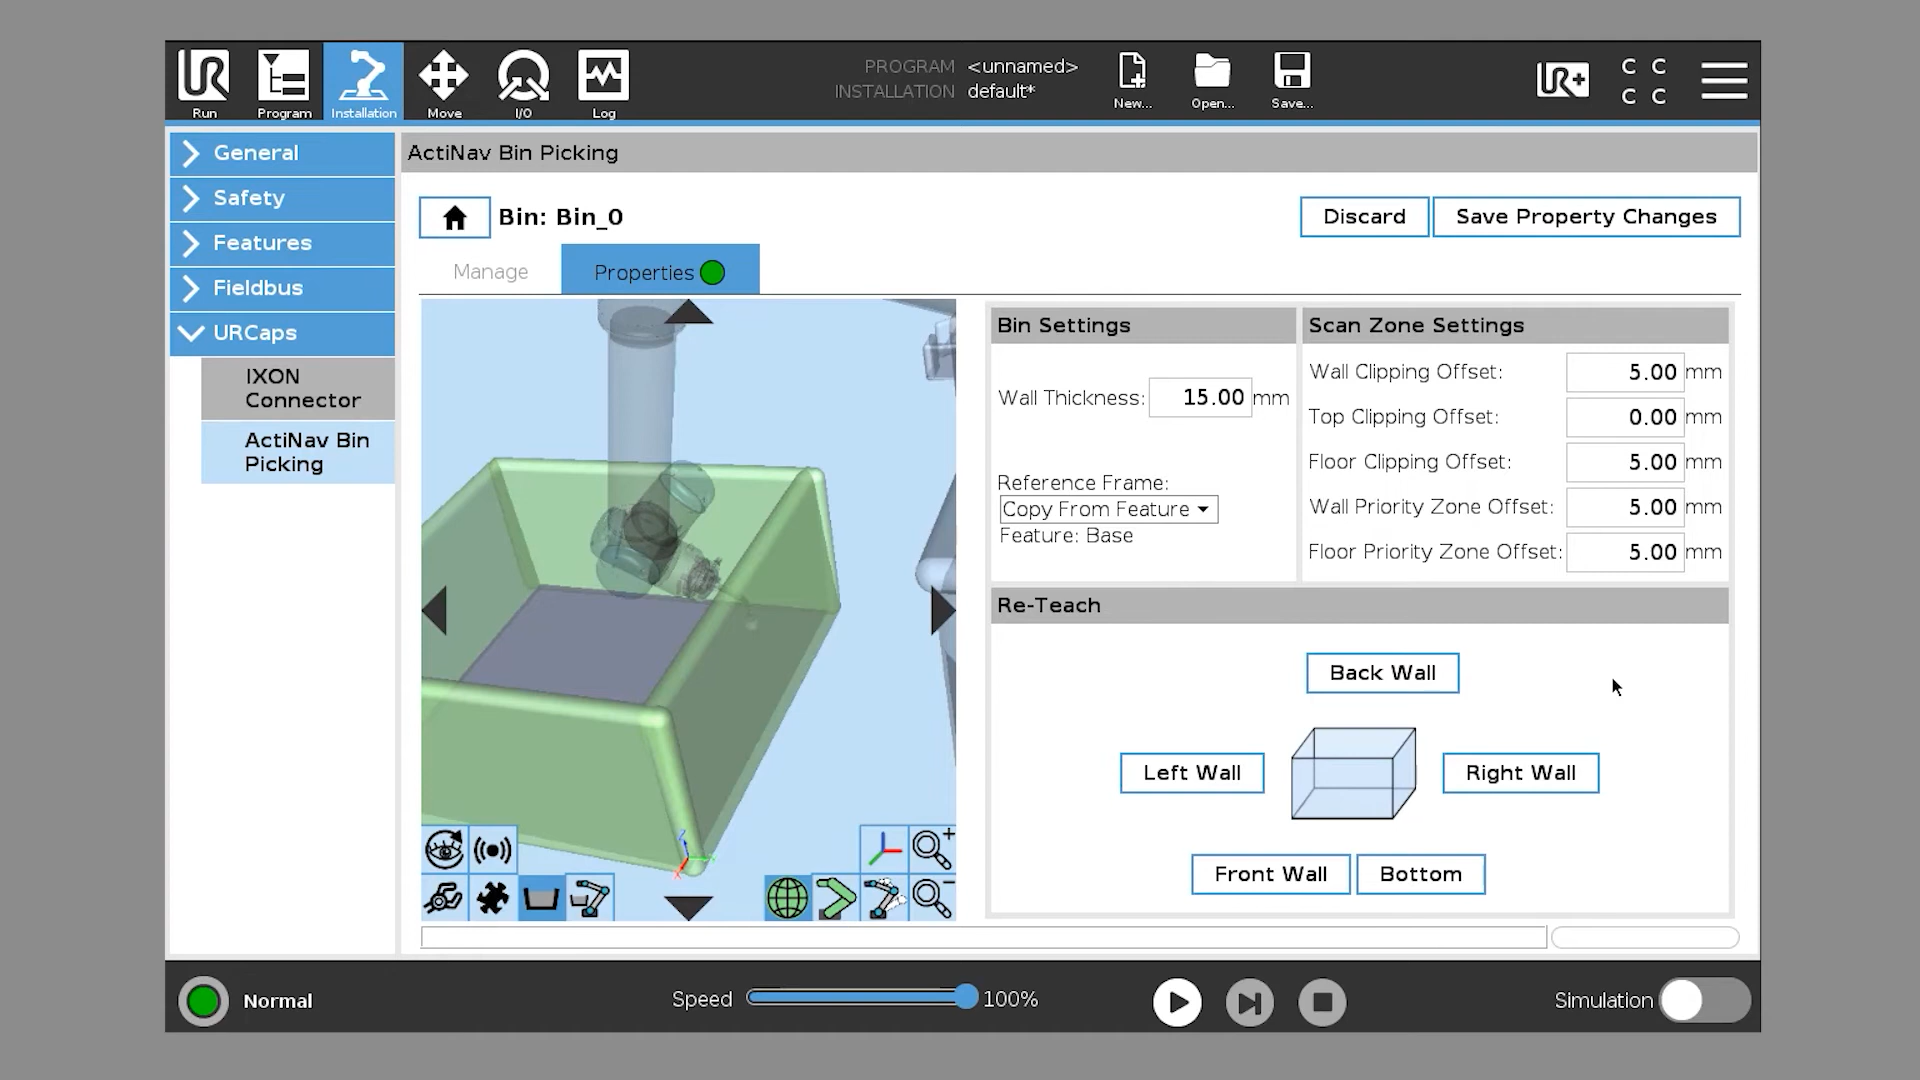 PROGRAM <unnamed>
INSTALLATION default*
Run
Program
Installation
Move
I/O
Log
New...
Open...
Save...
UR+
C C
C C
General
Safety
Features
Fieldbus
URCaps
IXON
Connector
ActiNav Bin
Picking
ActiNav Bin Picking
Bin: Bin_0
Discard
Save Property Changes
Manage
Properties
Bin Settings
Wall Thickness: 15.00 mm
Reference Frame:
Copy From Feature
Feature: Base
Scan Zone Settings
Wall Clipping Offset: 5.00 mm
Top Clipping Offset: 0.00 mm
Floor Clipping Offset: 5.00 mm
Wall Priority Zone Offset: 5.00 mm
Floor Priority Zone Offset: 5.00 mm
Re-Teach
Back Wall
Left Wall
Right Wall
Front Wall
Bottom
Z
X
Normal
Speed 100%
Simulation